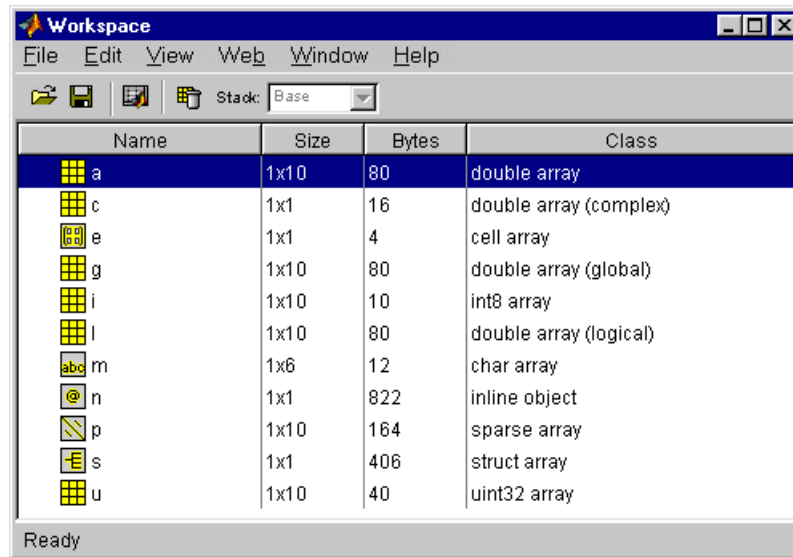 Workspace
File Edit View Web Window Help
Stack: Base
Name Size Bytes Class
a 1x10 80 double array
c 1x1 16 double array (complex)
e 1x1 4 cell array
g 1x10 80 double array (global)
i 1x10 10 int8 array
l 1x10 80 double array (logical)
abc m 1x6 12 char array
@ n 1x1 822 inline object
p 1x10 164 sparse array
s 1x1 406 struct array
u 1x10 40 uint32 array
Ready